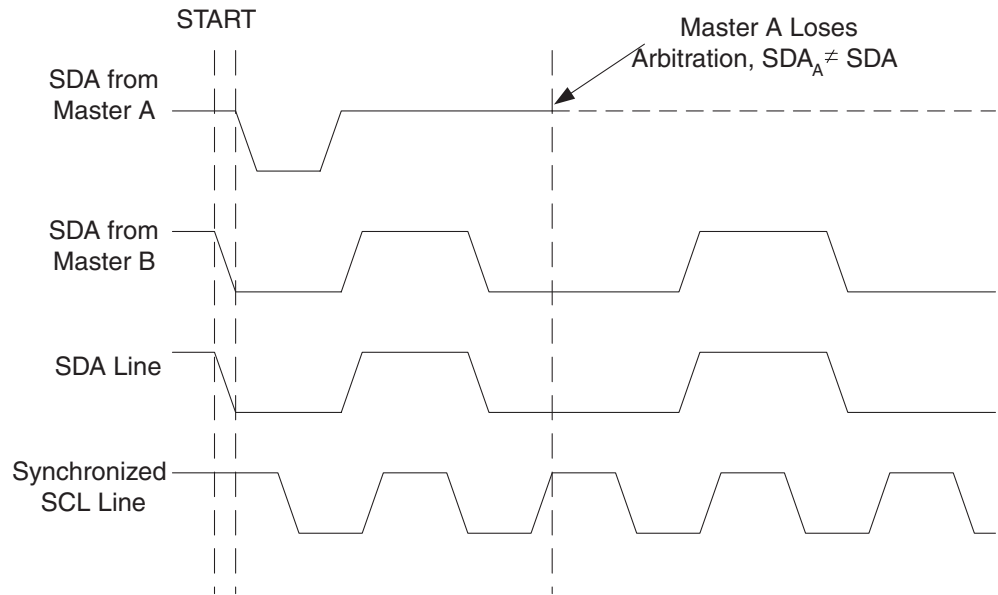 START
Master A Loses
Arbitration, SDA_A ≠ SDA
SDA from
Master A
SDA from
Master B
SDA Line
Synchronized
SCL Line